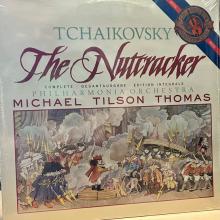 TCHAIKOVSKY
The Nutcracker
COMPLETE · GESAMTAUSGABE · EDITION INTEGRALE
PHILHARMONIA ORCHESTRA
MICHAEL TILSON THOMAS